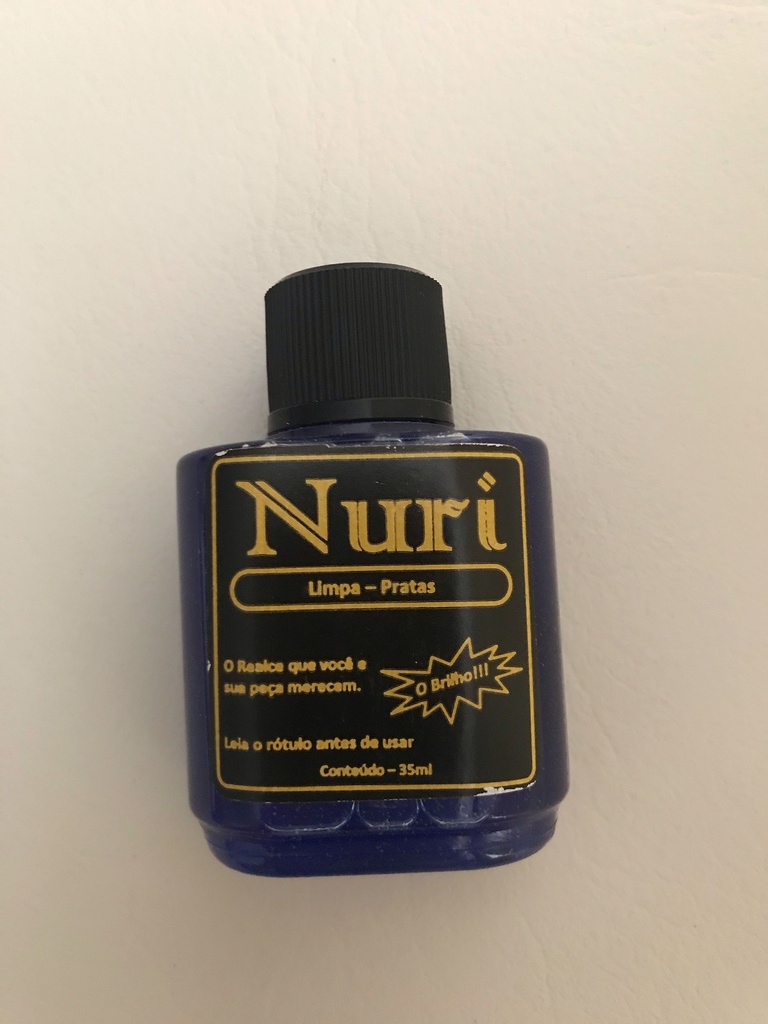 Nuri
Limpa – Pratas
O Realce que você e
sua peça merecem.
O Brilho!!!
Leia o rótulo antes de usar
Conteúdo – 35ml